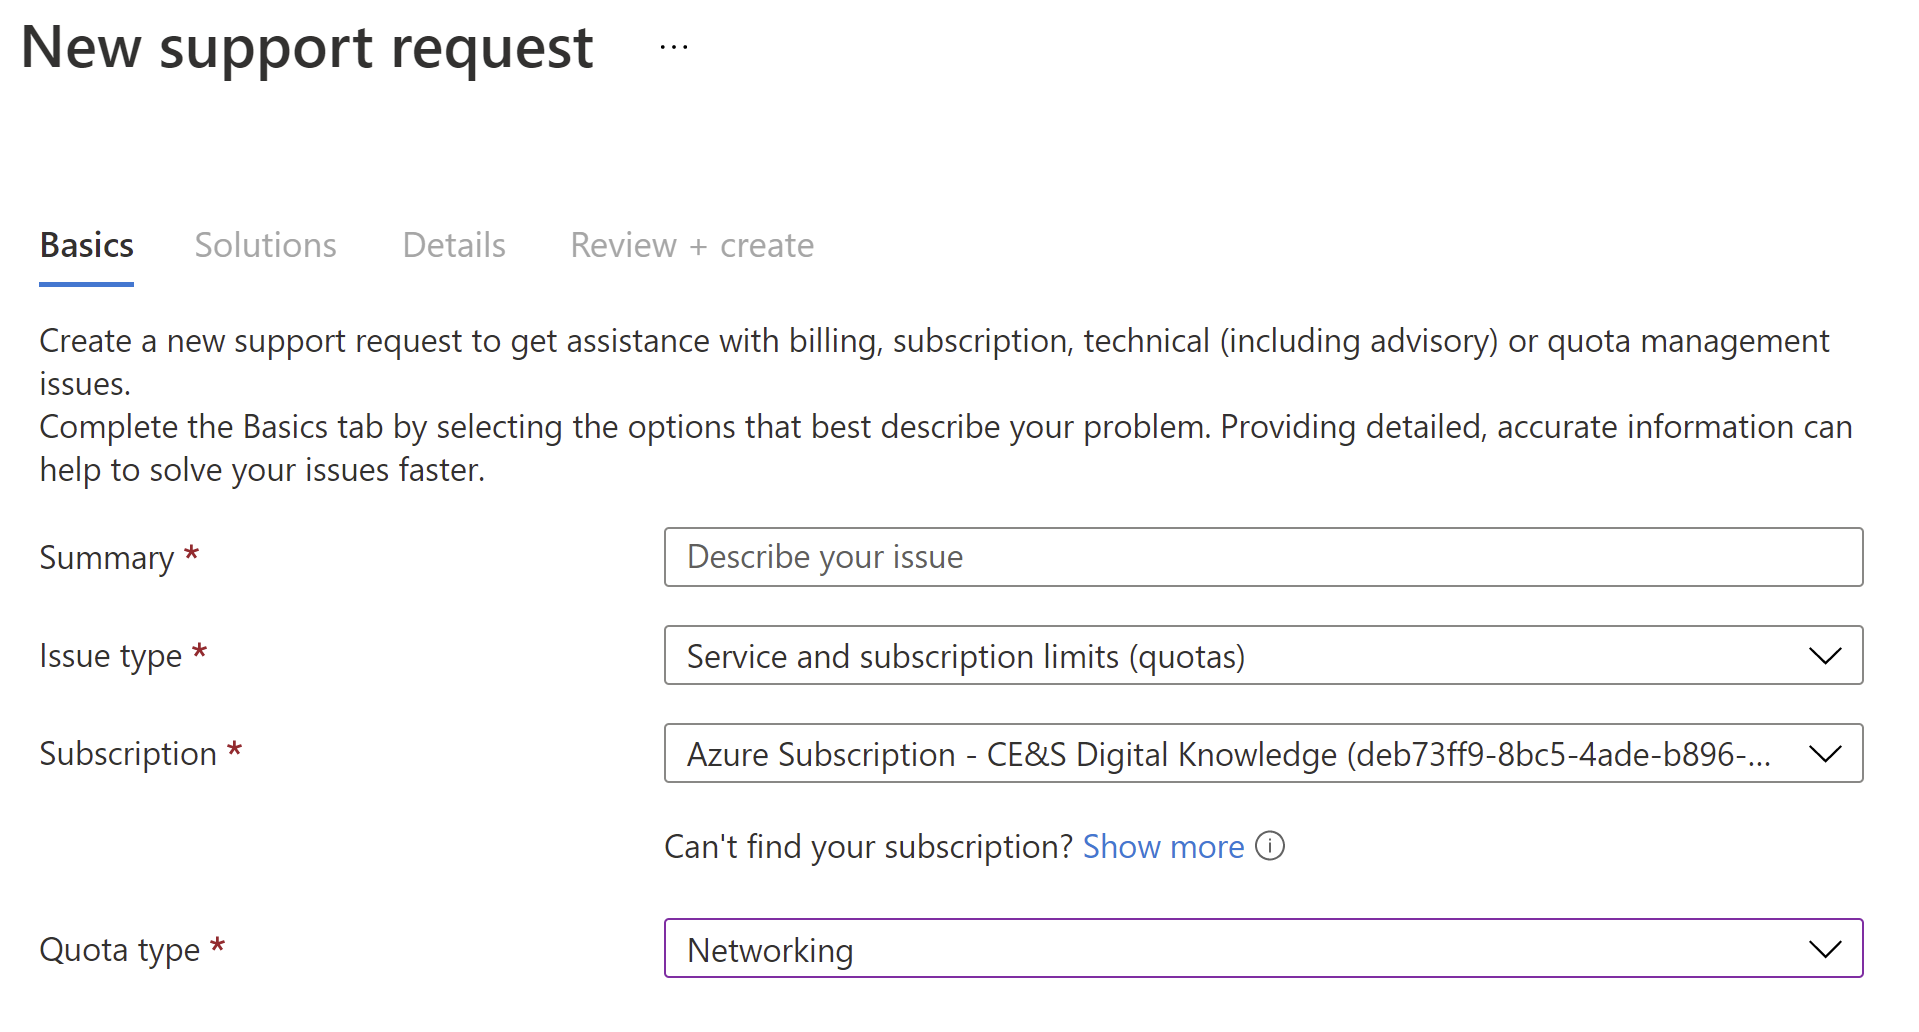 New support request ...
Basics Solutions Details Review + create
Create a new support request to get assistance with billing, subscription, technical (including advisory) or quota management
issues.
Complete the Basics tab by selecting the options that best describe your problem. Providing detailed, accurate information can
help to solve your issues faster.
Summary * Describe your issue
Issue type * Service and subscription limits (quotas)
Subscription * Azure Subscription - CE&S Digital Knowledge (deb73ff9-8bc5-4ade-b896-...
Can't find your subscription? Show more
Quota type * Networking